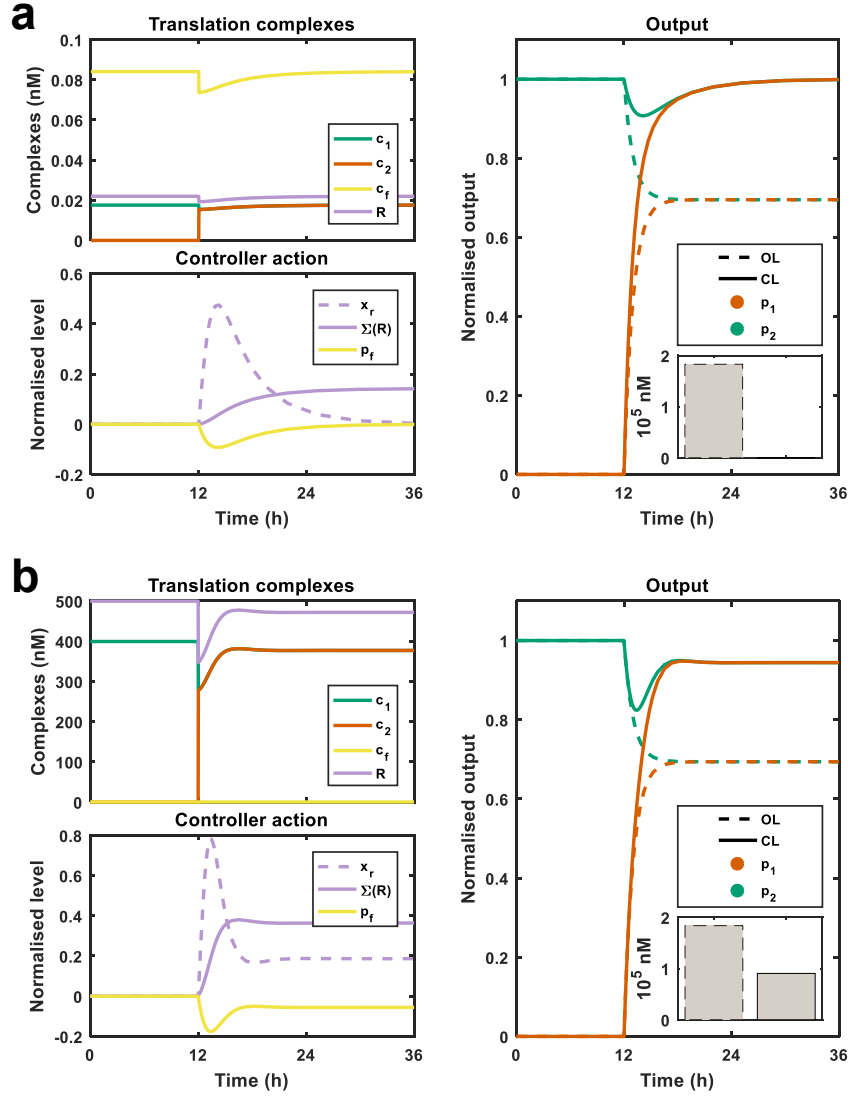 a
Translation complexes
Complexes (nM)
0.1
0.08
0.06
0.04
0.02
0
c1
c2
cf
R
Controller action
Normalised level
0.6
0.4
0.2
0
-0.2
xr
Σ(R)
pf
0 12 24 36
Time (h)
Output
Normalised output
1
0.8
0.6
0.4
0.2
0
OL
CL
p1
p2
10^5 nM
2
1
0
0 12 24 36
Time (h)
b
Translation complexes
Complexes (nM)
500
400
300
200
100
0
c1
c2
cf
R
Controller action
Normalised level
0.8
0.6
0.4
0.2
0
-0.2
xr
Σ(R)
pf
0 12 24 36
Time (h)
Output
Normalised output
1
0.8
0.6
0.4
0.2
0
OL
CL
p1
p2
10^5 nM
2
1
0
0 12 24 36
Time (h)